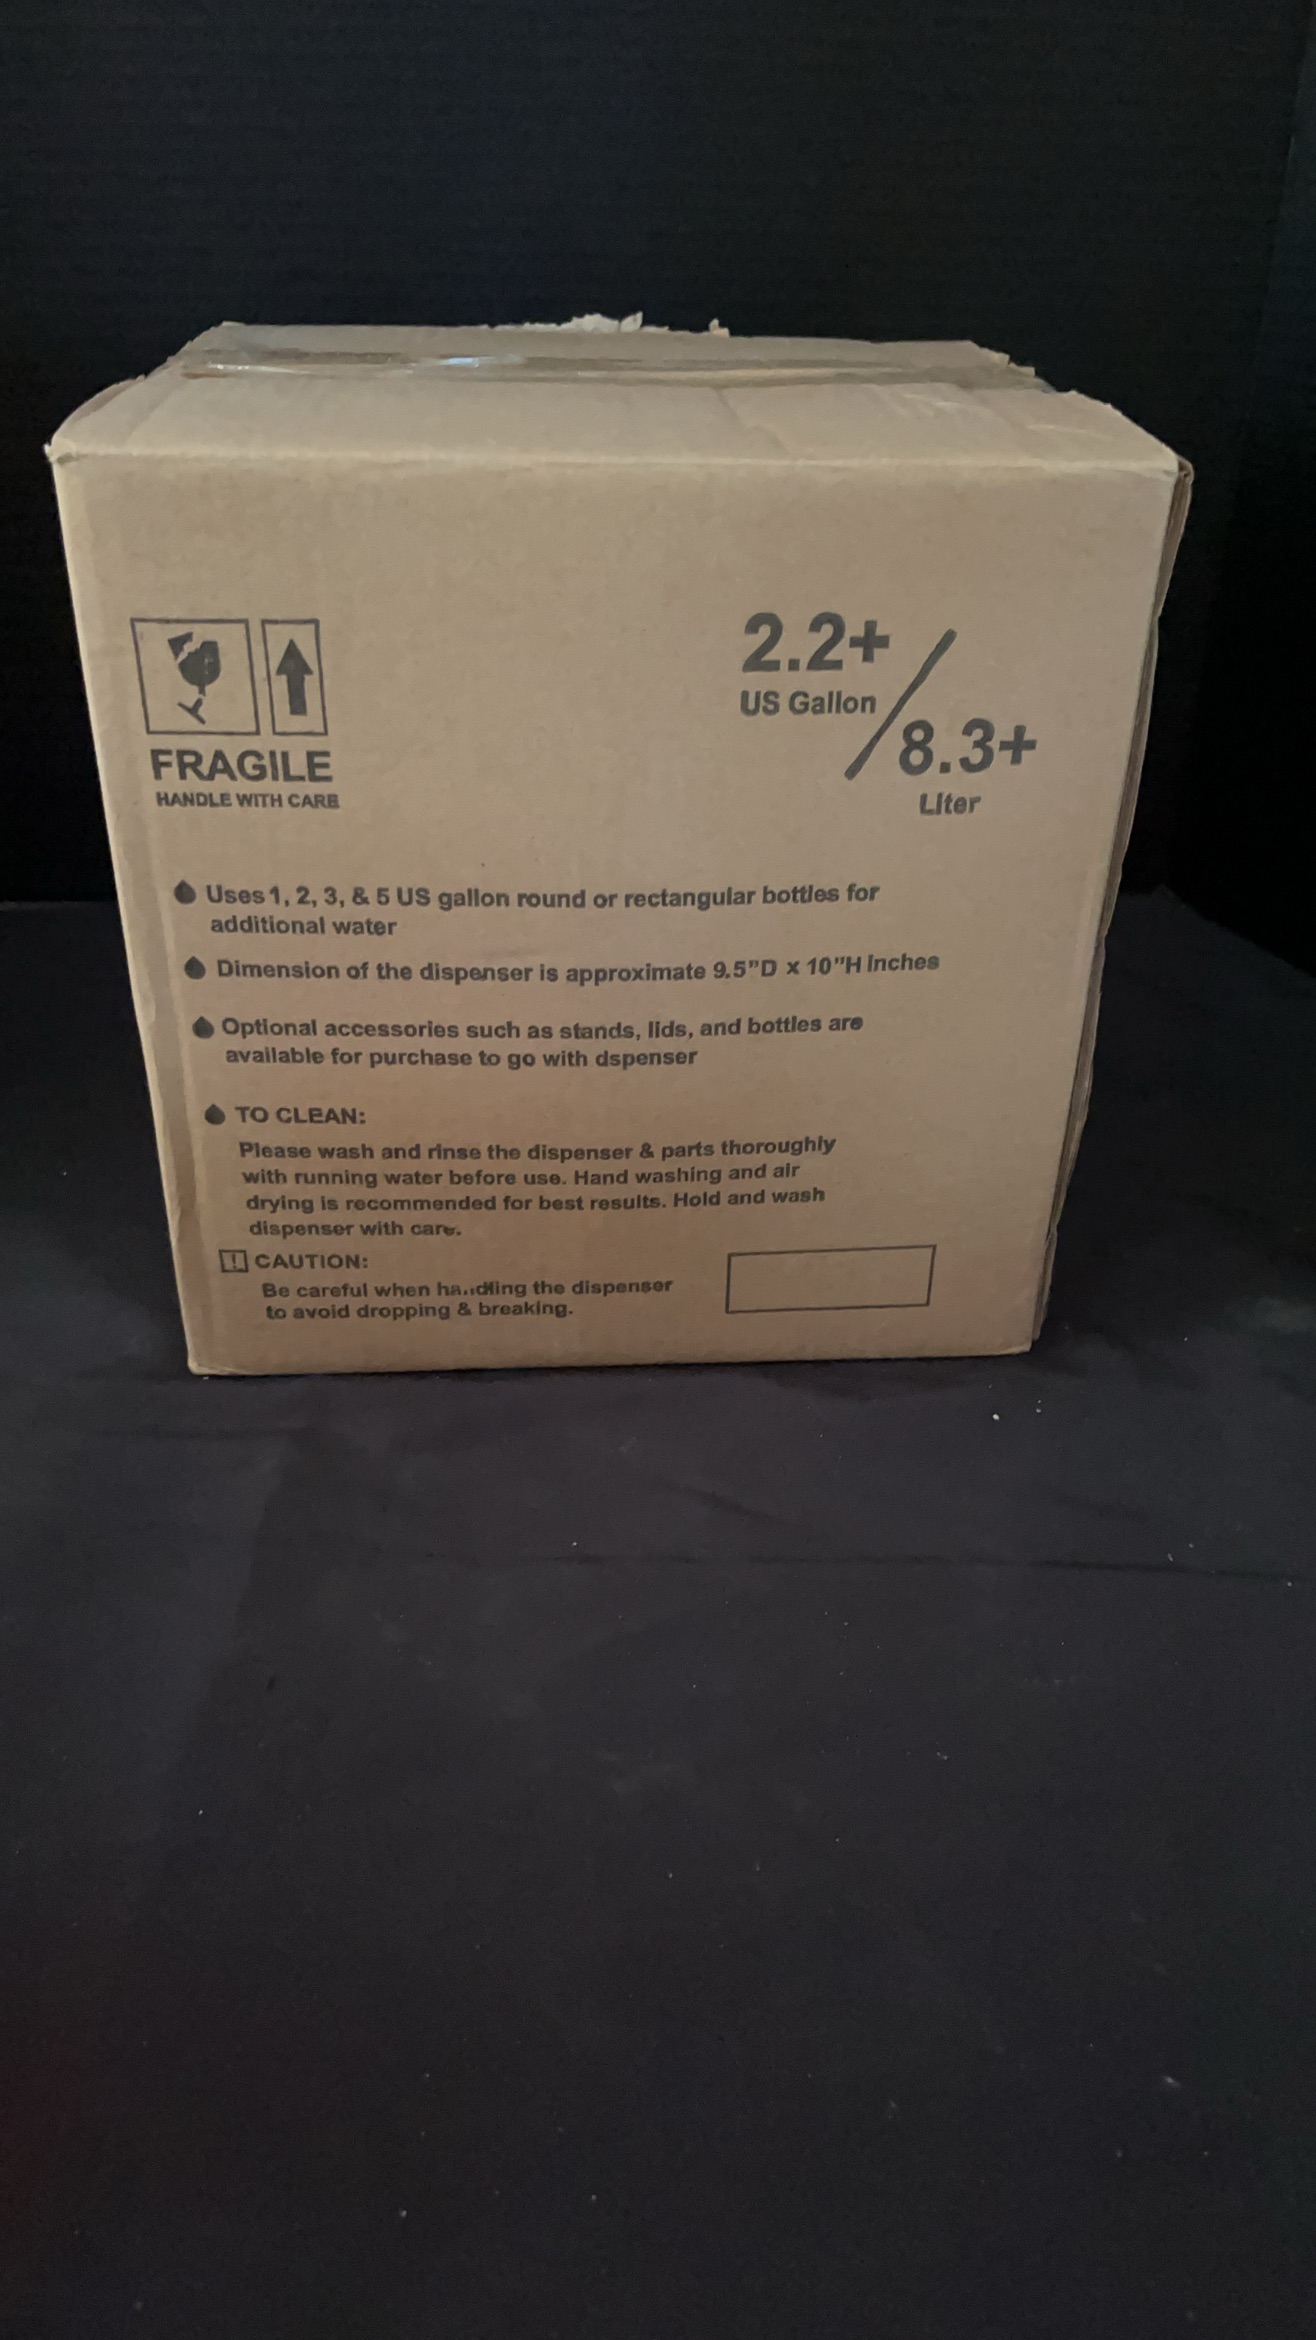 2.2+
US Gallon
8.3+
Liter
FRAGILE
HANDLE WITH CARE
Uses 1, 2, 3, & 5 US gallon round or rectangular bottles for
additional water
Dimension of the dispenser is approximate 9.5"D x 10"H Inches
Optional accessories such as stands, lids, and bottles are
available for purchase to go with dspenser
TO CLEAN:
Please wash and rinse the dispenser & parts thoroughly
with running water before use. Hand washing and air
drying is recommended for best results. Hold and wash
dispenser with care.
! CAUTION:
Be careful when handling the dispenser
to avoid dropping & breaking.